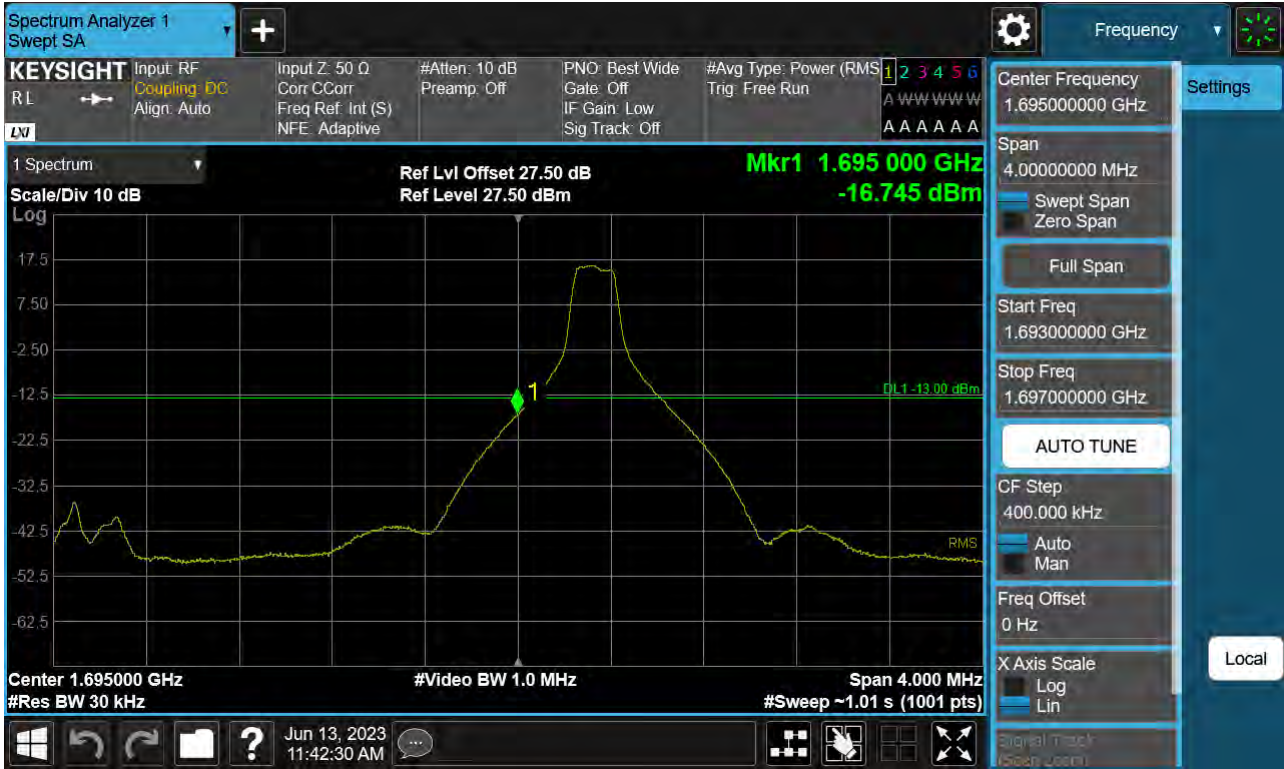 Spectrum Analyzer 1
Swept SA
+
Frequency
KEYSIGHT
RL
LXI
Input: RF
Coupling: DC
Align: Auto
Input Z: 50 Ω
Corr CCorr
Freq Ref: Int (S)
NFE: Adaptive
#Atten: 10 dB
Preamp: Off
PNO: Best Wide
Gate: Off
IF Gain: Low
Sig Track: Off
#Avg Type: Power (RMS
Trig: Free Run
1 2 3 4 5 6
A W W W W W
A A A A A A
1 Spectrum
Scale/Div 10 dB
Log
Ref Lvl Offset 27.50 dB
Ref Level 27.50 dBm
Mkr1 1.695 000 GHz
-16.745 dBm
17.5
7.50
-2.50
-12.5
-22.5
-32.5
-42.5
-52.5
-62.5
1
DL1 -13.00 dBm
RMS
Center 1.695000 GHz
#Res BW 30 kHz
#Video BW 1.0 MHz
Span 4.000 MHz
#Sweep ~1.01 s (1001 pts)
Center Frequency
1.695000000 GHz
Span
4.00000000 MHz
Swept Span
Zero Span
Full Span
Start Freq
1.693000000 GHz
Stop Freq
1.697000000 GHz
AUTO TUNE
CF Step
400.000 kHz
Auto
Man
Freq Offset
0 Hz
X Axis Scale
Log
Lin
Signal Track
(Span Zoom)
Settings
Local
?
Jun 13, 2023
11:42:30 AM